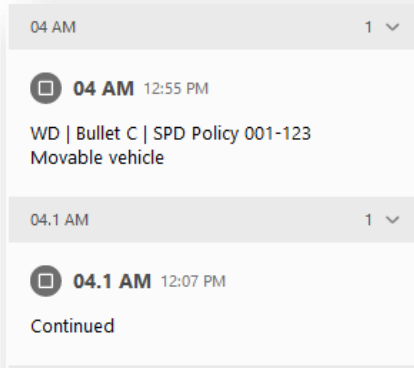 04 AM 1
04 AM 12:55 PM
WD | Bullet C | SPD Policy 001-123
Movable vehicle
04.1 AM 1
04.1 AM 12:07 PM
Continued